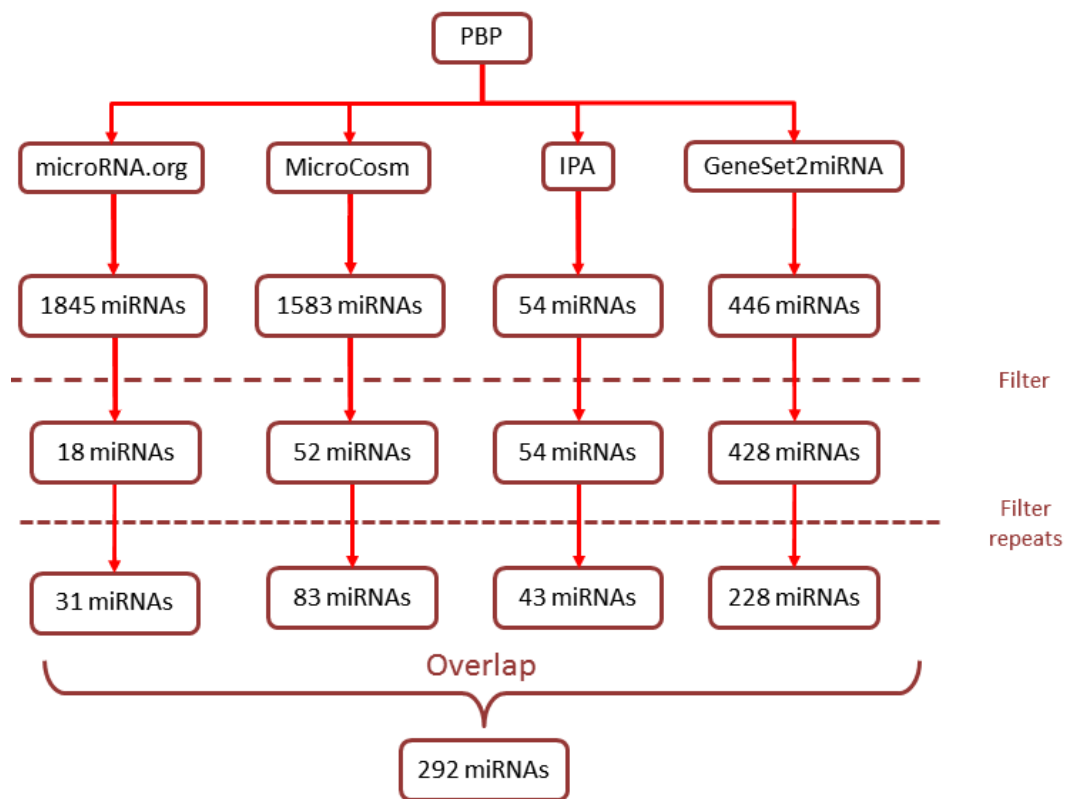 PBP
microRNA.org
MicroCosm
IPA
GeneSet2miRNA
1845 miRNAs
1583 miRNAs
54 miRNAs
446 miRNAs
Filter
18 miRNAs
52 miRNAs
54 miRNAs
428 miRNAs
Filter
repeats
31 miRNAs
83 miRNAs
43 miRNAs
228 miRNAs
Overlap
292 miRNAs